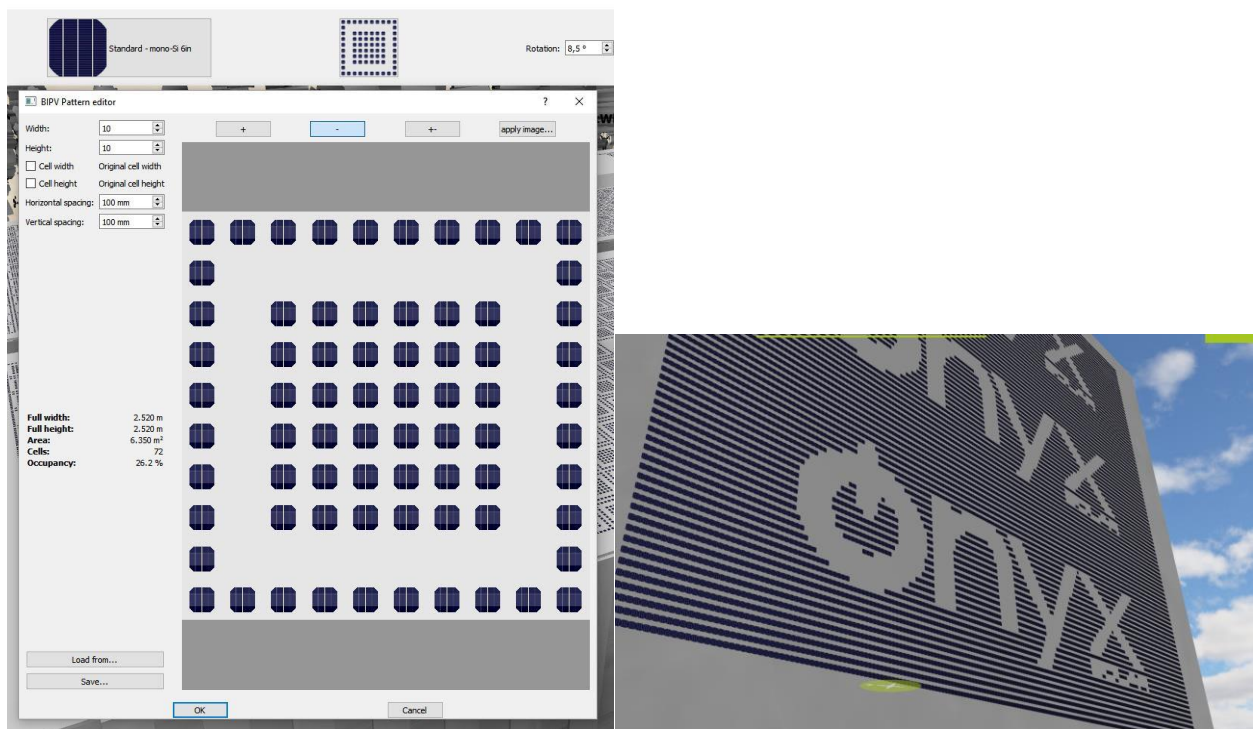 Standard - mono-Si 6in
Rotation: 8,5 °
BIPV Pattern editor ? ×
Width: 10
+ - +- apply image...
Height: 10
Cell width Original cell width
Cell height Original cell height
Horizontal spacing: 100 mm
Vertical spacing: 100 mm
Full width: 2.520 m
Full height: 2.520 m
Area: 6.350 m²
Cells: 72
Occupancy: 26.2 %
Load from...
Save...
OK Cancel
onyx
onyx